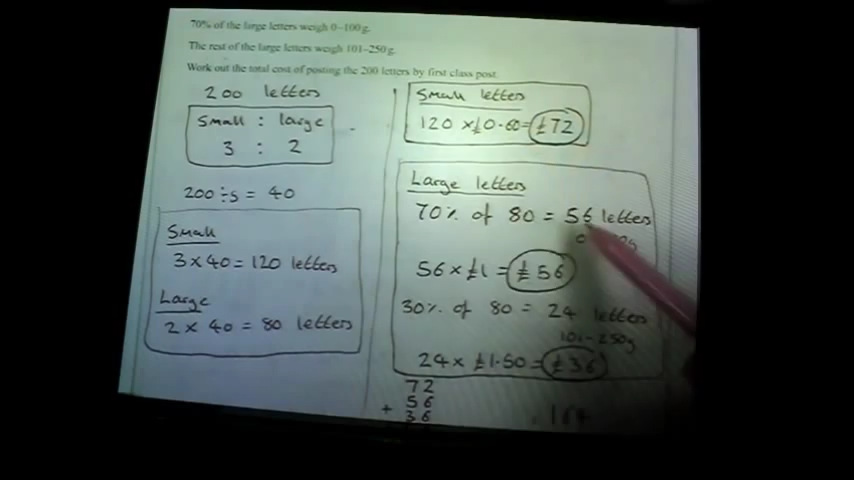 70% of the large letters weigh 0–100g.
The rest of the large letters weigh 101–250g.
Work out the total cost of posting the 200 letters by first class post.
200 letters
Small : large
3 : 2
200 ÷ 5 = 40
Small
3 x 40 = 120 letters
Large
2 x 40 = 80 letters
Small letters
120 x £0.60 = £72
Large letters
70% of 80 = 56 letters
56 x £1 = £56
30% of 80 = 24 letters
101-250g
24 x £1.50 = £36
72
56
+ 36
164